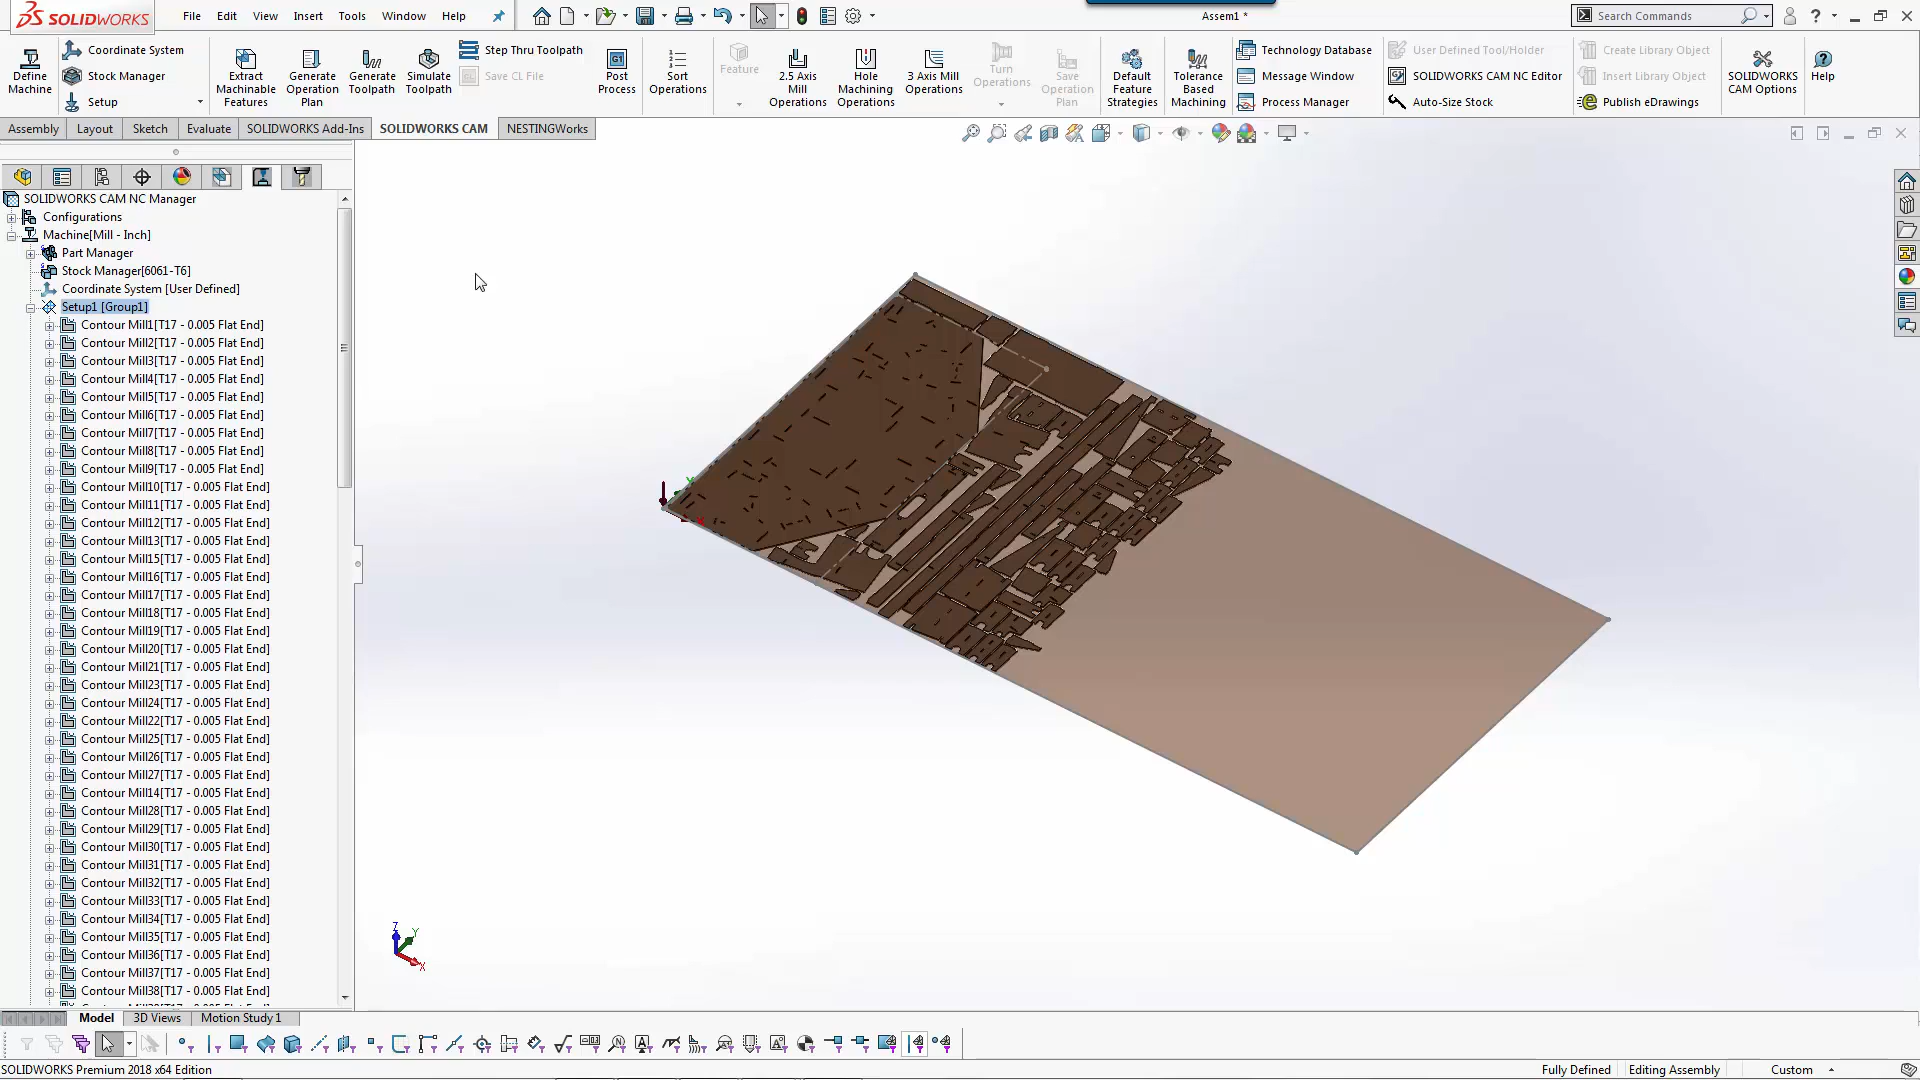 SOLIDWORKS
File Edit View Insert Tools Window Help
Assem1 *
Search Commands
Define Machine
Coordinate System
Stock Manager
Setup
Extract Machinable Features
Generate Operation Plan
Generate Toolpath
Simulate Toolpath
Step Thru Toolpath
Save CL File
Post Process
Sort Operations
Feature
2.5 Axis Mill Operations
Hole Machining Operations
3 Axis Mill Operations
Turn Operations
Save Operation Plan
Default Feature Strategies
Tolerance Based Machining
Technology Database
Message Window
Process Manager
User Defined Tool/Holder
SOLIDWORKS CAM NC Editor
Auto-Size Stock
Create Library Object
Insert Library Object
Publish eDrawings
SOLIDWORKS CAM Options
Help
Assembly Layout Sketch Evaluate SOLIDWORKS Add-Ins SOLIDWORKS CAM NESTINGWorks
SOLIDWORKS CAM NC Manager
Configurations
Machine[Mill - Inch]
Part Manager
Stock Manager[6061-T6]
Coordinate System [User Defined]
Setup1 [Group1]
Contour Mill1[T17 - 0.005 Flat End]
Contour Mill2[T17 - 0.005 Flat End]
Contour Mill3[T17 - 0.005 Flat End]
Contour Mill4[T17 - 0.005 Flat End]
Contour Mill5[T17 - 0.005 Flat End]
Contour Mill6[T17 - 0.005 Flat End]
Contour Mill7[T17 - 0.005 Flat End]
Contour Mill8[T17 - 0.005 Flat End]
Contour Mill9[T17 - 0.005 Flat End]
Contour Mill10[T17 - 0.005 Flat End]
Contour Mill11[T17 - 0.005 Flat End]
Contour Mill12[T17 - 0.005 Flat End]
Contour Mill13[T17 - 0.005 Flat End]
Contour Mill15[T17 - 0.005 Flat End]
Contour Mill16[T17 - 0.005 Flat End]
Contour Mill17[T17 - 0.005 Flat End]
Contour Mill18[T17 - 0.005 Flat End]
Contour Mill19[T17 - 0.005 Flat End]
Contour Mill20[T17 - 0.005 Flat End]
Contour Mill21[T17 - 0.005 Flat End]
Contour Mill23[T17 - 0.005 Flat End]
Contour Mill24[T17 - 0.005 Flat End]
Contour Mill22[T17 - 0.005 Flat End]
Contour Mill25[T17 - 0.005 Flat End]
Contour Mill26[T17 - 0.005 Flat End]
Contour Mill27[T17 - 0.005 Flat End]
Contour Mill14[T17 - 0.005 Flat End]
Contour Mill28[T17 - 0.005 Flat End]
Contour Mill29[T17 - 0.005 Flat End]
Contour Mill30[T17 - 0.005 Flat End]
Contour Mill31[T17 - 0.005 Flat End]
Contour Mill32[T17 - 0.005 Flat End]
Contour Mill33[T17 - 0.005 Flat End]
Contour Mill34[T17 - 0.005 Flat End]
Contour Mill35[T17 - 0.005 Flat End]
Contour Mill36[T17 - 0.005 Flat End]
Contour Mill37[T17 - 0.005 Flat End]
Contour Mill38[T17 - 0.005 Flat End]
Z
Y
X
Model 3D Views Motion Study 1
SOLIDWORKS Premium 2018 x64 Edition
Fully Defined Editing Assembly Custom